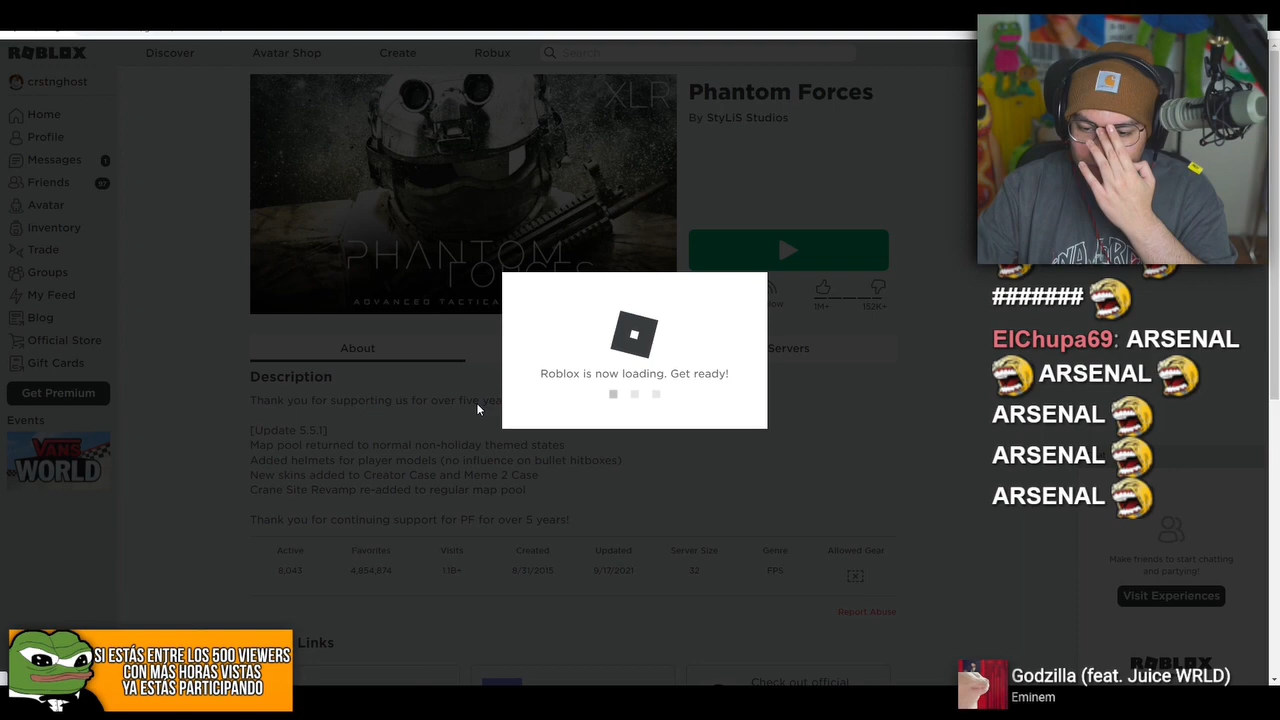 ROBLOX
Discover
Avatar Shop
Create
Robux
Search
crstnghost
Home
Profile
Messages
1
Friends
Avatar
Inventory
Trade
Groups
My Feed
Blog
Official Store
Gift Cards
Get Premium
Events
VANS
WORLD
XLR
PHANTOM
FORCES
Phantom Forces
By StyLiS Studios
1M+
152K+
About
Servers
Roblox is now loading. Get ready!
Description
Thank you for supporting us for over five
[Update 5.5.1]
Map pool returned to normal non-holiday themed states
Added helmets for player models (no influence on bullet hitboxes)
New skins added to Creator Case and Meme 2 Case
Crane Site Revamp re-added to regular map pool
Thank you for continuing support for PF for over 5 years!
Active Favorites Visits Created Updated Server Size Genre Allowed Gear
8,043 4,854,874 1.1B+ 8/31/2015 9/17/2021 32 FPS
Report Abuse
Links
Check out official
#######
ElChupa69: ARSENAL
ARSENAL
ARSENAL
ARSENAL
ARSENAL
Make friends to start chatting
and partying!
Visit Experiences
ROBLOX
SI ESTÁS ENTRE LOS 500 VIEWERS
CON MÁS HORAS VISTAS
YA ESTÁS PARTICIPANDO
Godzilla (feat. Juice WRLD)
Eminem